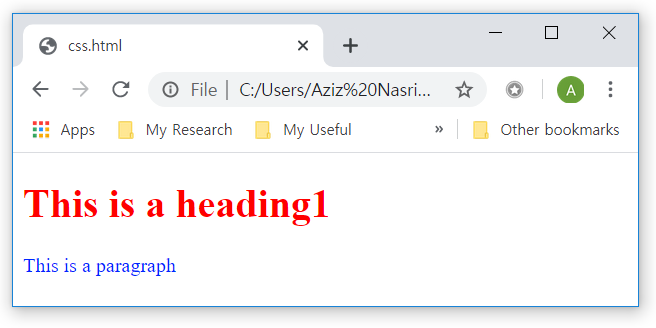 css.html
File | C:/Users/Aziz%20Nasri...
A
Apps My Research My Useful » Other bookmarks
This is a heading1
This is a paragraph